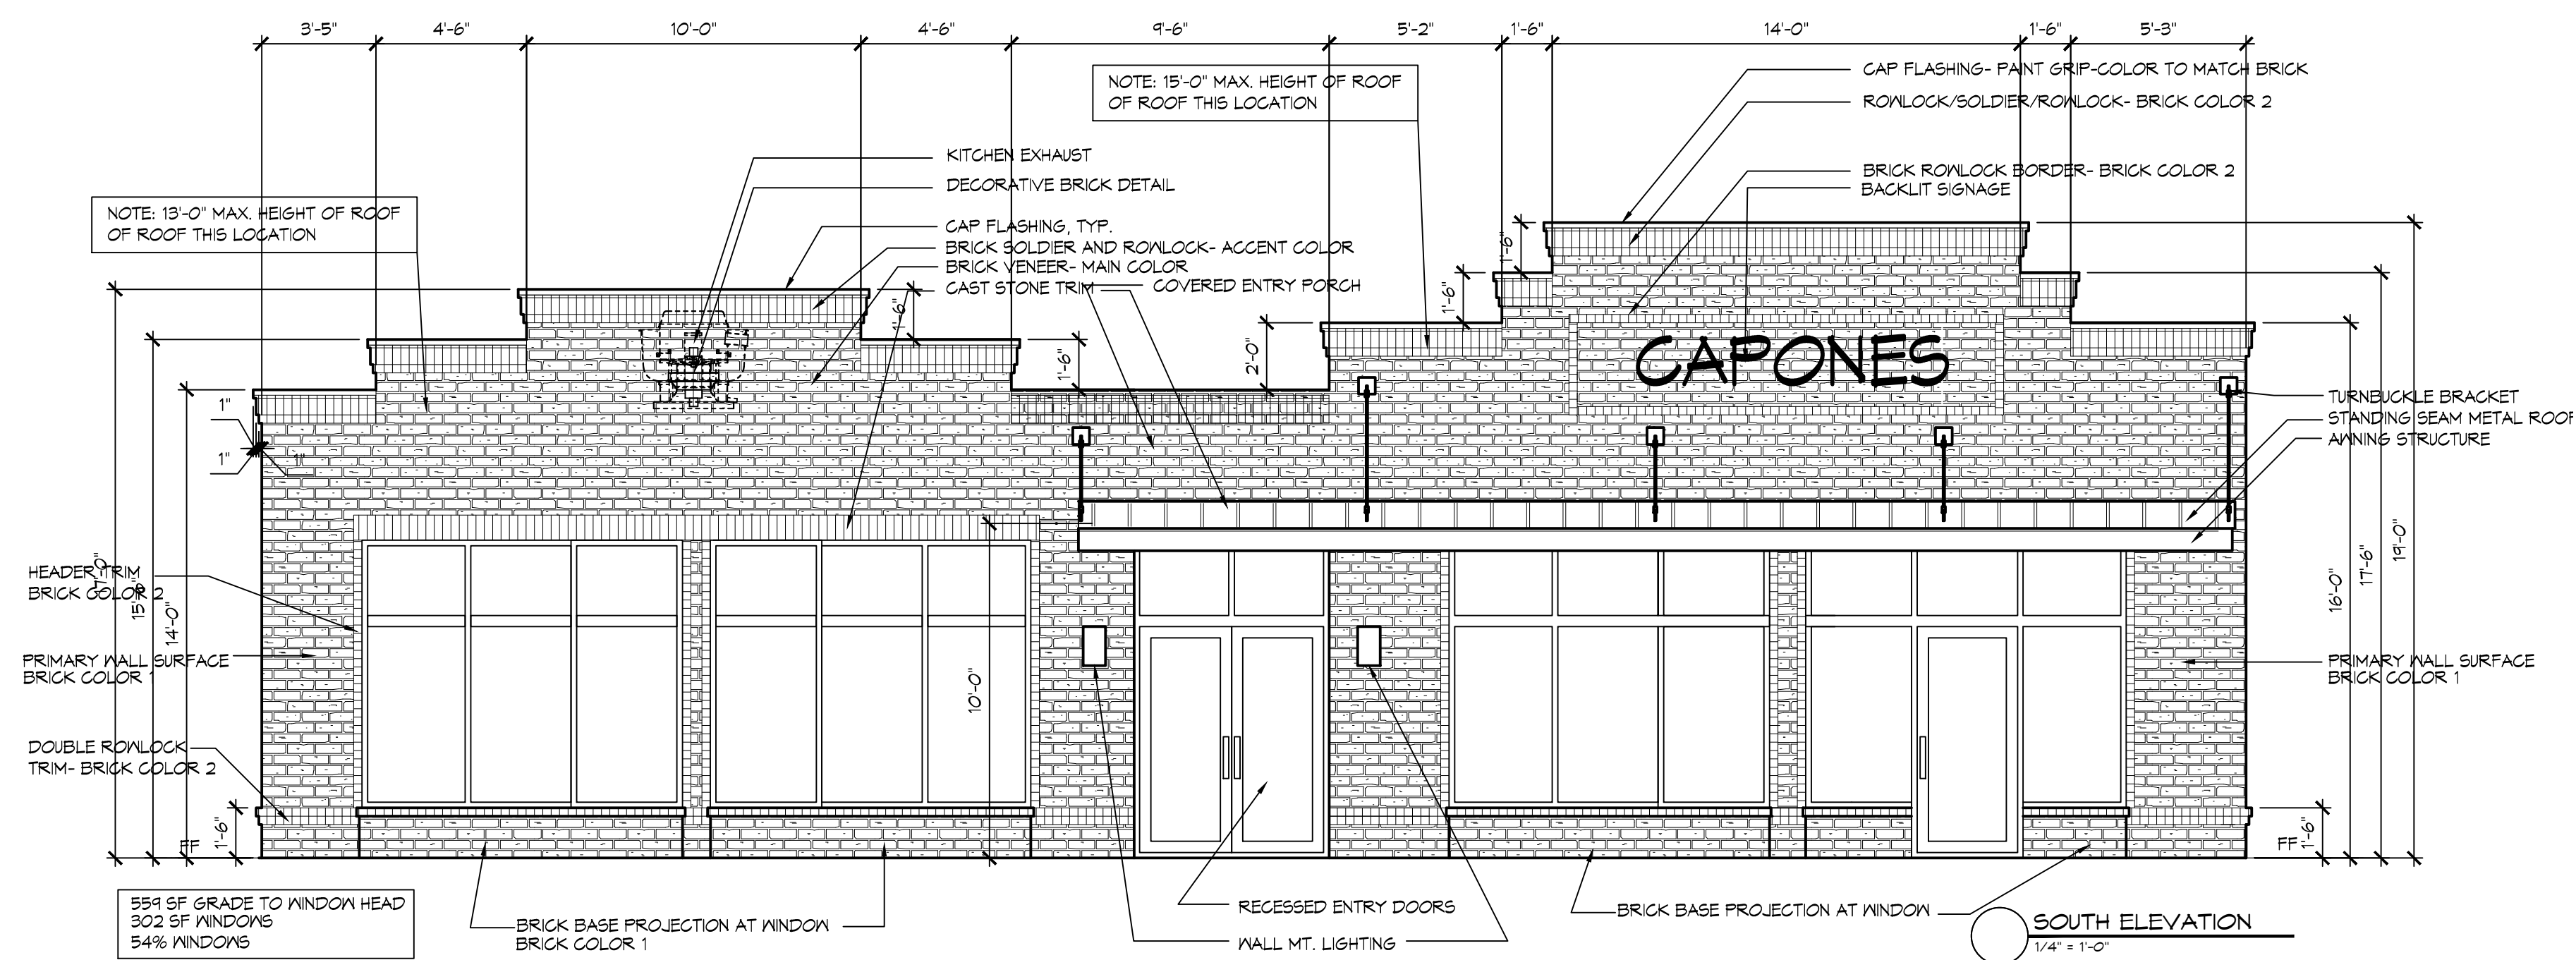 3'-5" 4'-6" 10'-0" 4'-6" 9'-6" 5'-2" 1'-6" 14'-0" 1'-6" 5'-3"
NOTE: 15'-0" MAX. HEIGHT OF ROOF
OF ROOF THIS LOCATION
CAP FLASHING- PAINT GRIP-COLOR TO MATCH BRICK
ROWLOCK/SOLDIER/ROWLOCK- BRICK COLOR 2
BRICK ROWLOCK BORDER- BRICK COLOR 2
BACKLIT SIGNAGE
KITCHEN EXHAUST
DECORATIVE BRICK DETAIL
NOTE: 13'-0" MAX. HEIGHT OF ROOF
OF ROOF THIS LOCATION
CAP FLASHING, TYP.
BRICK SOLDIER AND ROWLOCK- ACCENT COLOR
BRICK VENEER- MAIN COLOR
CAST STONE TRIM
COVERED ENTRY PORCH
1'-6"
1'-6"
2'-0"
1'-6"
1'-6"
CAPONES
TURNBUCKLE BRACKET
STANDING SEAM METAL ROOF
AWNING STRUCTURE
1"
1"
1"
HEADER TRIM
BRICK COLOR 2
17'-0"
15'-6"
14'-0"
PRIMARY WALL SURFACE
BRICK COLOR 1
10'-0"
16'-0"
17'-6"
19'-0"
PRIMARY WALL SURFACE
BRICK COLOR 1
DOUBLE ROWLOCK
TRIM- BRICK COLOR 2
FF
1'-6"
FF
1'-6"
559 SF GRADE TO WINDOW HEAD
302 SF WINDOWS
54% WINDOWS
BRICK BASE PROJECTION AT WINDOW
BRICK COLOR 1
RECESSED ENTRY DOORS
WALL MT. LIGHTING
BRICK BASE PROJECTION AT WINDOW
SOUTH ELEVATION
1/4" = 1'-0"